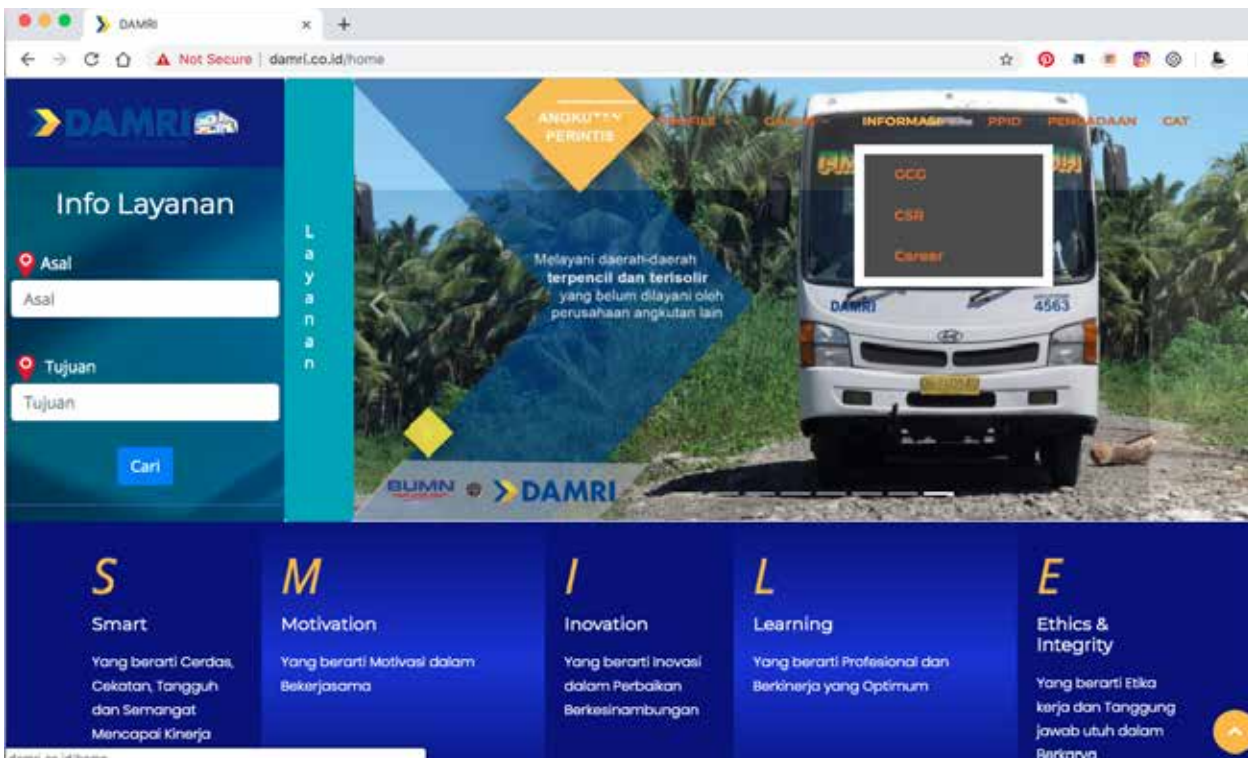 DAMRI
Not Secure | damri.co.id/home
DAMRI
Info Layanan
Asal
Asal
Tujuan
Tujuan
Cari
Layanan
ANGKUTAN
PERINTIS
INFORMASI
PPID
PENGADAAN
CAT
GCG
CSR
Career
Melayani daerah-daerah
terpencil dan terisolir
yang belum dilayani oleh
perusahaan angkutan lain
DAMRI
4563
BUMN
DAMRI
S
Smart
Yang berarti Cerdas,
Cekatan, Tangguh
dan Semangat
Mencapai Kinerja
M
Motivation
Yang berarti Motivasi dalam
Bekerjasama
I
Inovation
Yang berarti Inovasi
dalam Perbaikan
Berkesinambungan
L
Learning
Yang berarti Profesional dan
Berkinerja yang Optimum
E
Ethics &
Integrity
Yang berarti Etika
kerja dan Tanggung
jawab utuh dalam
Berkarya